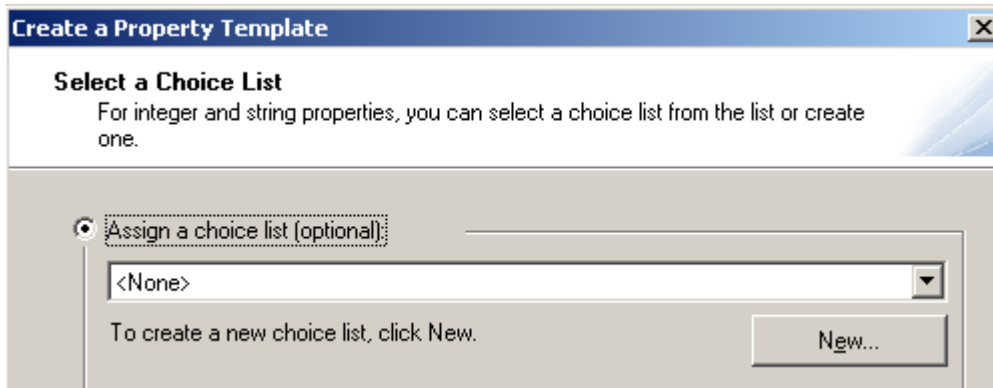 Create a Property Template
Select a Choice List
For integer and string properties, you can select a choice list from the list or create
one.
Assign a choice list (optional):
<None>
To create a new choice list, click New.
New...